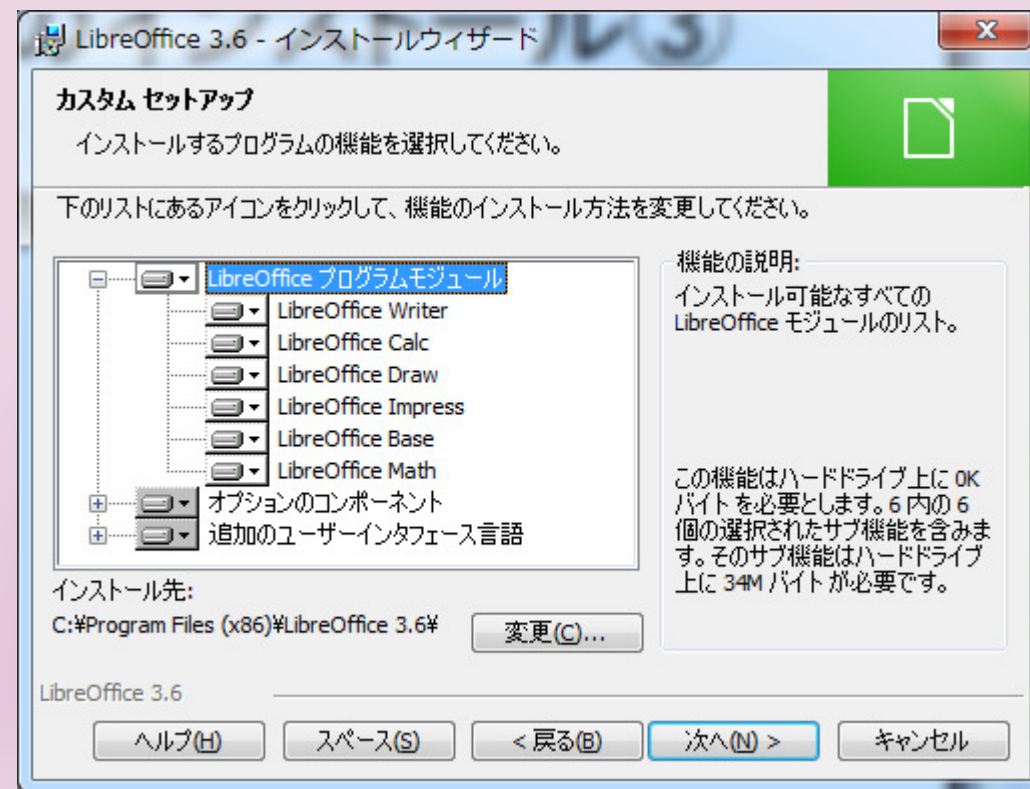 LibreOffice 3.6 - インストールウィザード
カスタム セットアップ
インストールするプログラムの機能を選択してください。
下のリストにあるアイコンをクリックして、機能のインストール方法を変更してください。
LibreOffice プログラムモジュール
LibreOffice Writer
LibreOffice Calc
LibreOffice Draw
LibreOffice Impress
LibreOffice Base
LibreOffice Math
オプションのコンポーネント
追加のユーザーインタフェース言語
機能の説明:
インストール可能なすべての
LibreOffice モジュールのリスト。
この機能はハードドライブ上に 0K
バイト を必要とします。6 内の 6
個の選択されたサブ機能を含みま
す。そのサブ機能はハードドライブ
上に 34M バイト が必要です。
インストール先:
C:¥Program Files (x86)¥LibreOffice 3.6¥
変更(C)...
LibreOffice 3.6
ヘルプ(H)
スペース(S)
< 戻る(B)
次へ(N) >
キャンセル